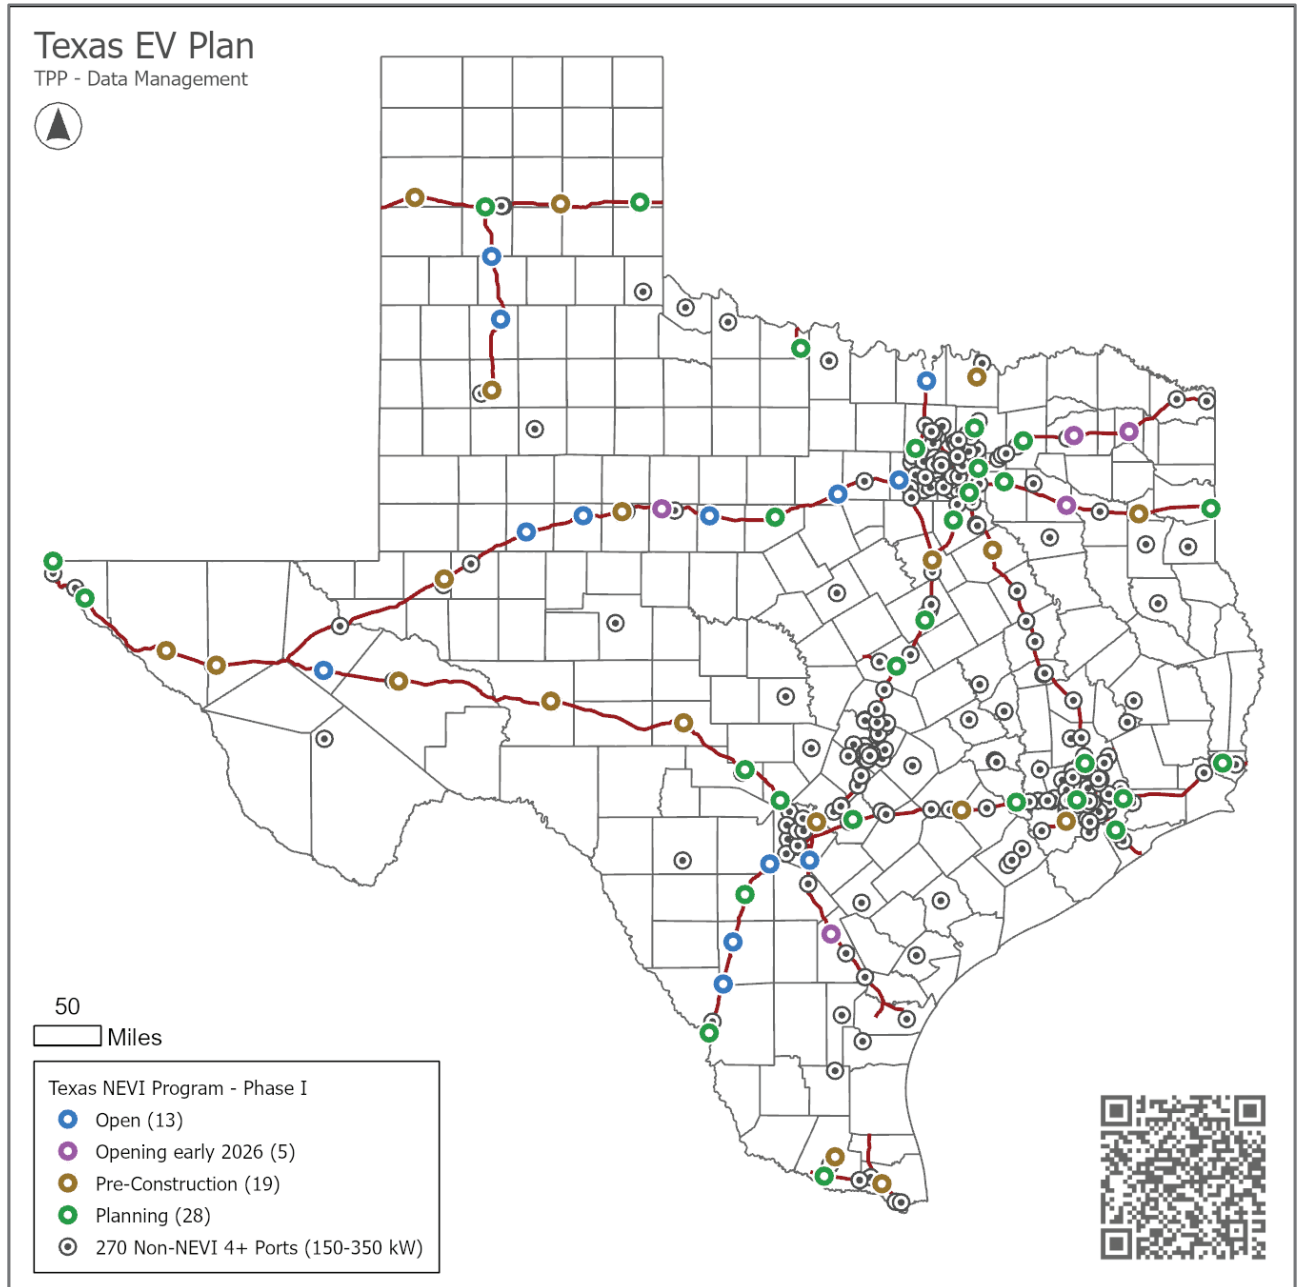 Texas EV Plan
TPP - Data Management
50
Miles
Texas NEVI Program - Phase I
Open (13)
Opening early 2026 (5)
Pre-Construction (19)
Planning (28)
270 Non-NEVI 4+ Ports (150-350 kW)